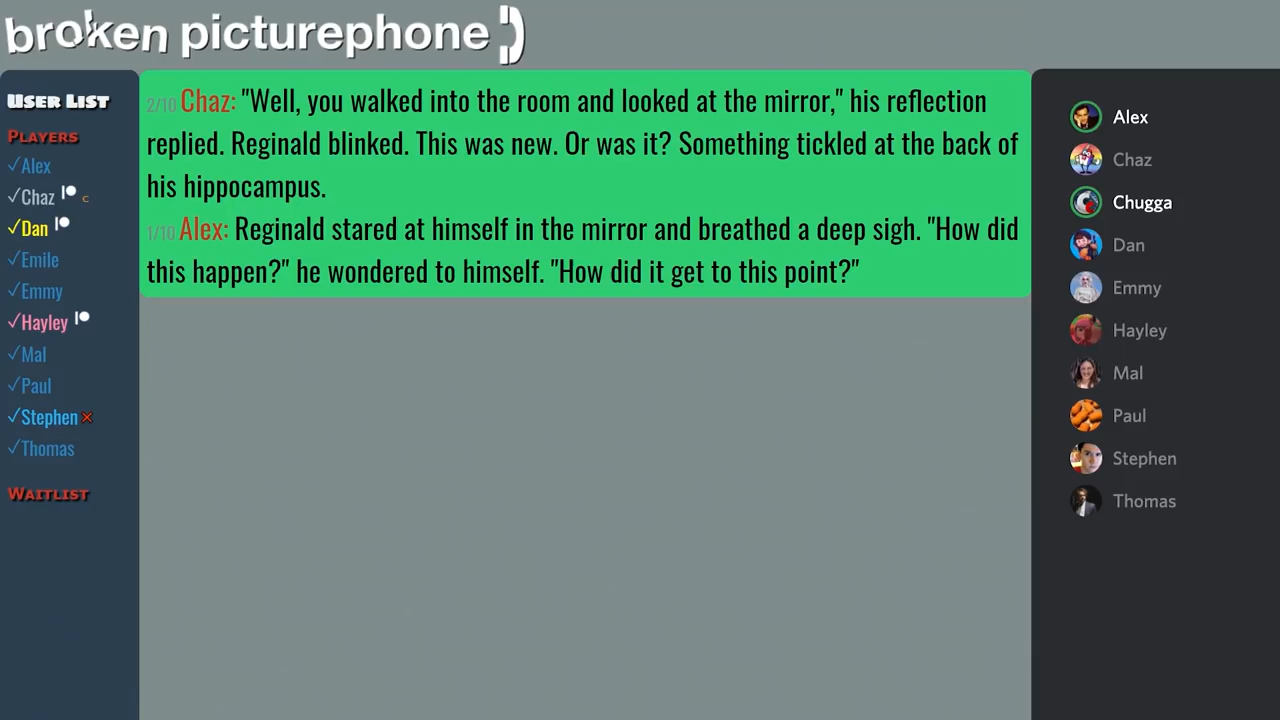 broken picturephone
User List
Players
✓Alex
✓Chaz c
✓Dan
✓Emile
✓Emmy
✓Hayley
✓Mal
✓Paul
✓Stephen ×
✓Thomas
Waitlist
2/10 Chaz: "Well, you walked into the room and looked at the mirror," his reflection
replied. Reginald blinked. This was new. Or was it? Something tickled at the back of
his hippocampus.
1/10 Alex: Reginald stared at himself in the mirror and breathed a deep sigh. "How did
this happen?" he wondered to himself. "How did it get to this point?"
Alex
Chaz
Chugga
Dan
Emmy
Hayley
Mal
Paul
Stephen
Thomas